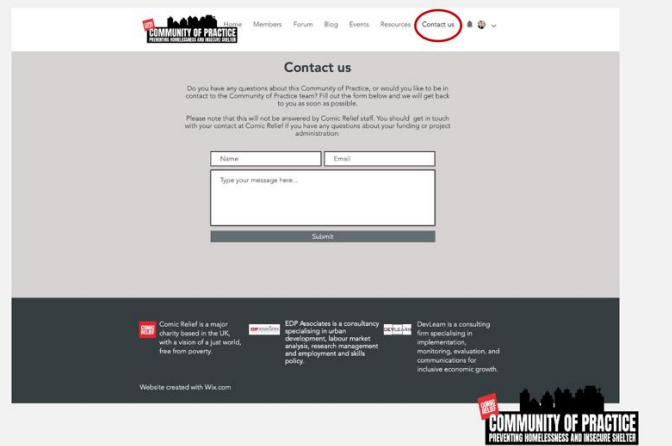 COMIC
RELIEF
COMMUNITY OF PRACTICE
PREVENTING HOMELESSNESS AND INSECURE SHELTER
Home Members Forum Blog Events Resources Contact us
Contact us
Do you have any questions about this Community of Practice, or would you like to be in
contact to the Community of Practice team? Fill out the form below and we will get back
to you as soon as possible.
Please note that this will not be answered by Comic Relief staff. You should get in touch
with your contact at Comic Relief if you have any questions about your funding or project
administration.
Name Email
Type your message here...
Submit
COMIC
RELIEF
Comic Relief is a major
charity based in the UK,
with a vision of a just world,
free from poverty.
EDP Associates is a consultancy
specialising in urban
development, labour market
analysis, research management
and employment and skills
policy.
DEVLEARN
DevLearn is a consulting
firm specialising in
implementation,
monitoring, evaluation, and
communications for
inclusive economic growth.
Website created with Wix.com
COMIC
RELIEF
COMMUNITY OF PRACTICE
PREVENTING HOMELESSNESS AND INSECURE SHELTER